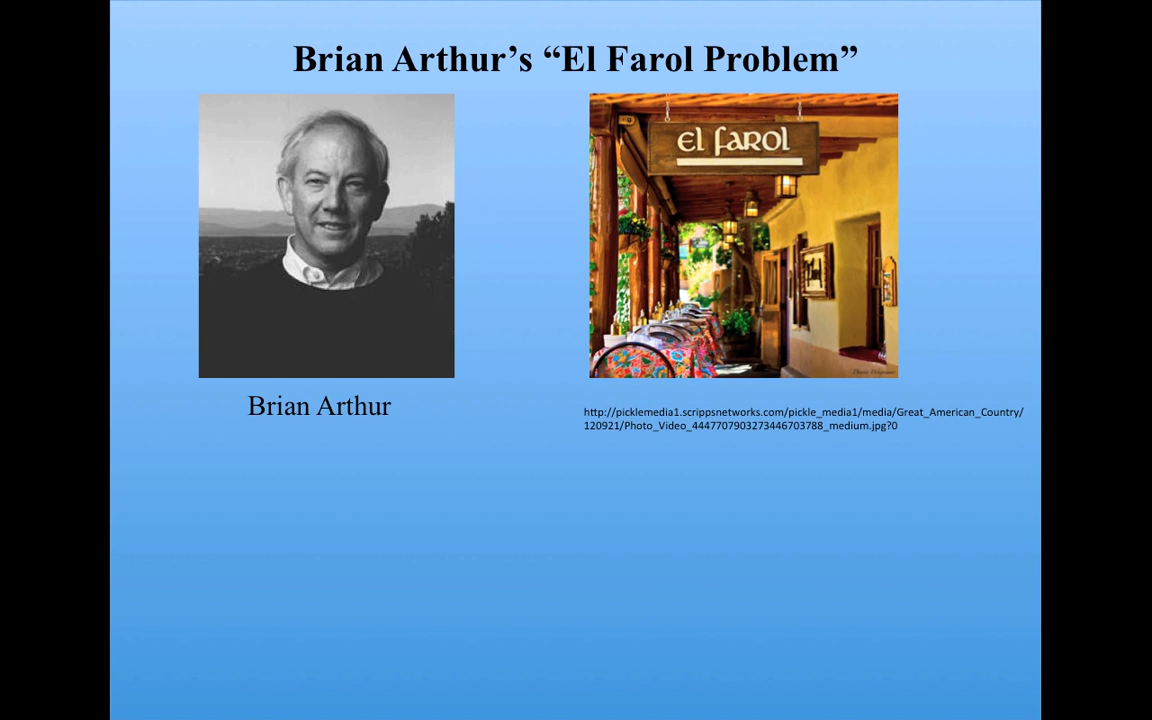 Brian Arthur’s “El Farol Problem”
el farol
Brian Arthur
http://picklemedia1.scrippsnetworks.com/pickle_media1/media/Great_American_Country/
120921/Photo_Video_4447707903273446703788_medium.jpg?0